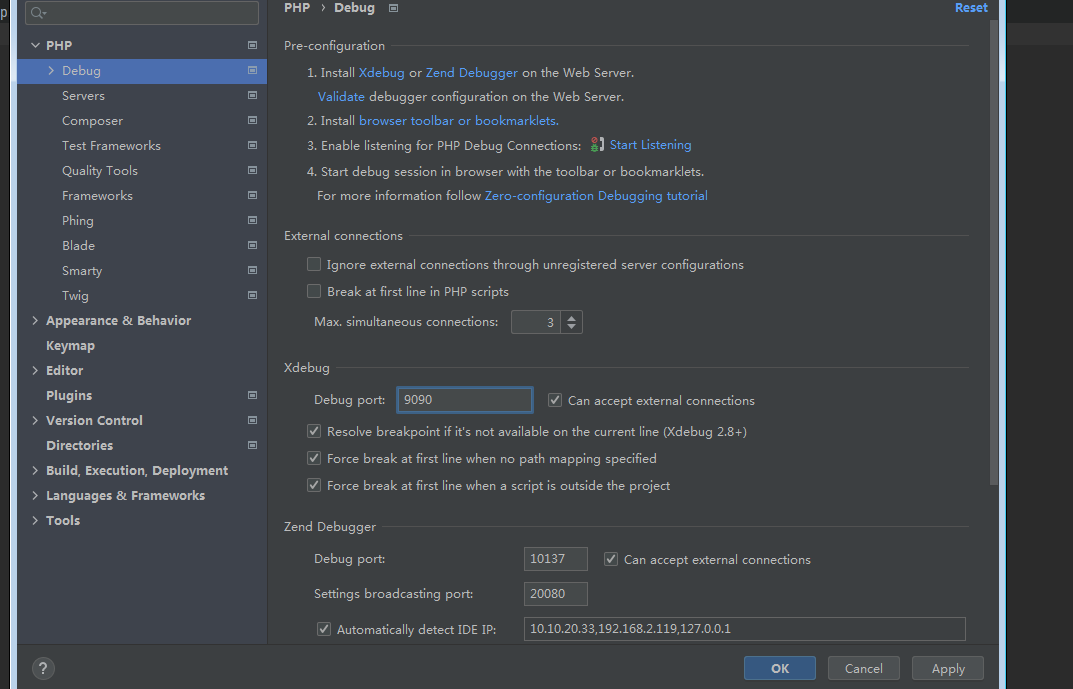 p
PHP › Debug
Reset
PHP
Debug
Servers
Composer
Test Frameworks
Quality Tools
Frameworks
Phing
Blade
Smarty
Twig
Appearance & Behavior
Keymap
Editor
Plugins
Version Control
Directories
Build, Execution, Deployment
Languages & Frameworks
Tools
Pre-configuration
1. Install Xdebug or Zend Debugger on the Web Server.
Validate debugger configuration on the Web Server.
2. Install browser toolbar or bookmarklets.
3. Enable listening for PHP Debug Connections: Start Listening
4. Start debug session in browser with the toolbar or bookmarklets.
For more information follow Zero-configuration Debugging tutorial
External connections
Ignore external connections through unregistered server configurations
Break at first line in PHP scripts
Max. simultaneous connections: 3
Xdebug
Debug port: 9090 Can accept external connections
Resolve breakpoint if it's not available on the current line (Xdebug 2.8+)
Force break at first line when no path mapping specified
Force break at first line when a script is outside the project
Zend Debugger
Debug port: 10137 Can accept external connections
Settings broadcasting port: 20080
Automatically detect IDE IP: 10.10.20.33,192.168.2.119,127.0.0.1
? OK Cancel Apply